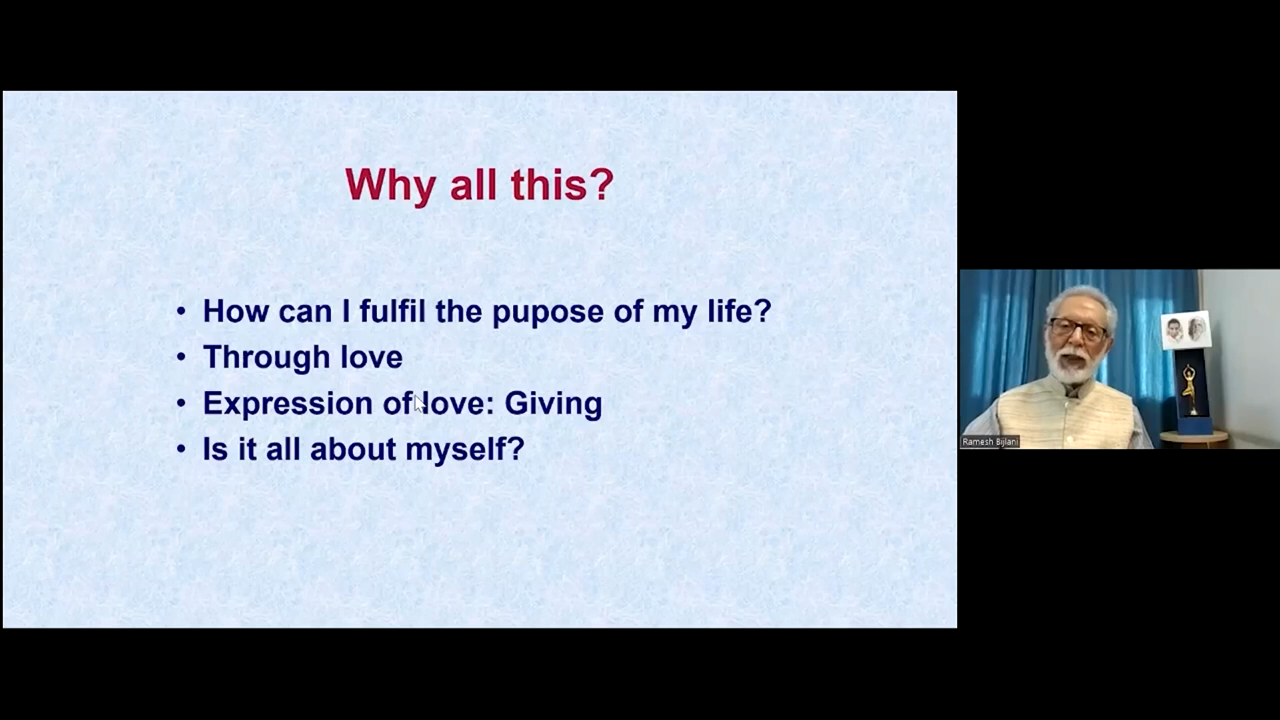 Why all this?
• How can I fulfil the pupose of my life?
• Through love
• Expression of love: Giving
• Is it all about myself?
Ramesh Bijlani